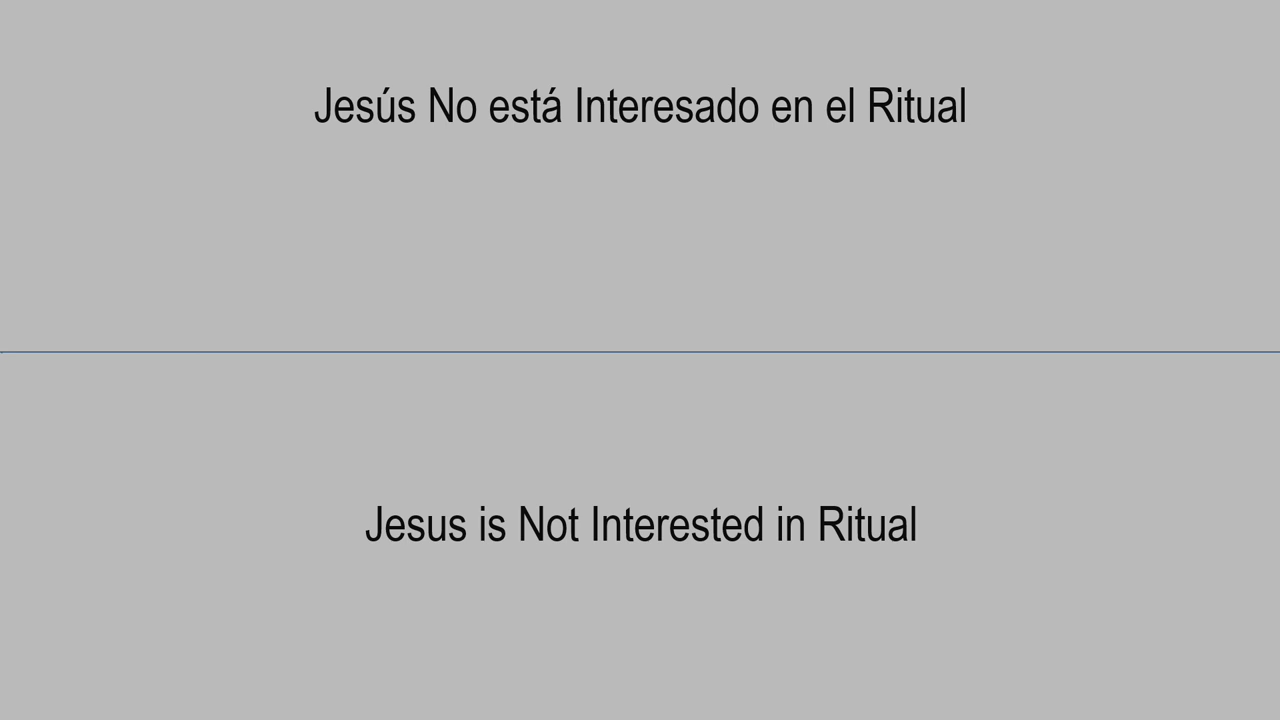 Jesús No está Interesado en el Ritual
Jesus is Not Interested in Ritual